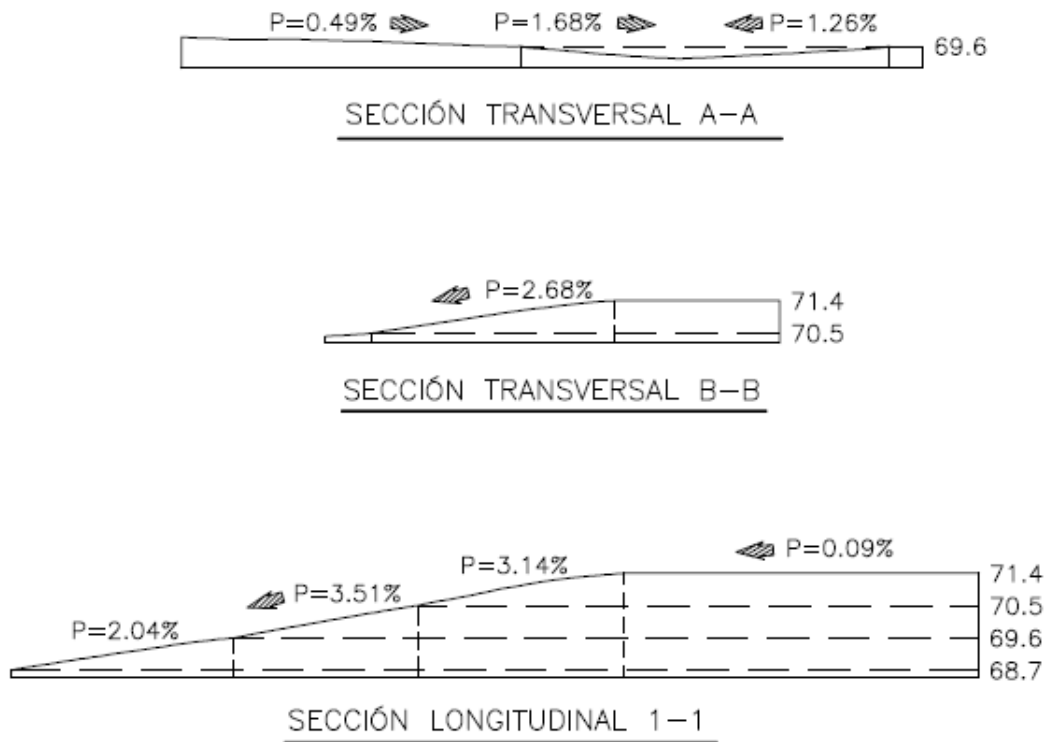 P=0.49% P=1.68% P=1.26%
69.6
SECCIÓN TRANSVERSAL A-A
P=2.68%
71.4
70.5
SECCIÓN TRANSVERSAL B-B
P=0.09%
P=3.14%
71.4
P=3.51%
70.5
P=2.04%
69.6
68.7
SECCIÓN LONGITUDINAL 1-1